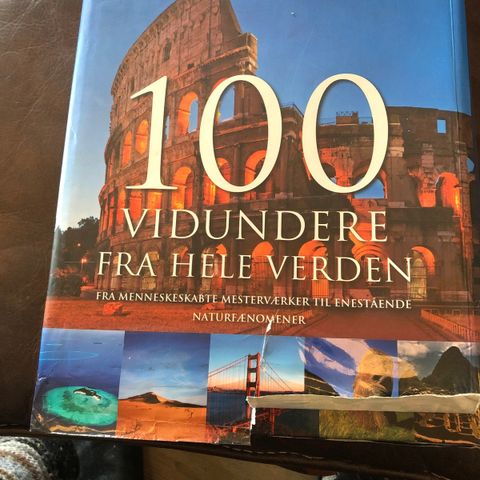 100
VIDUNDERE
FRA HELE VERDEN
FRA MENNESKESKABTE MESTERVÆRKER TIL ENESTÅENDE
NATURFÆNOMENER